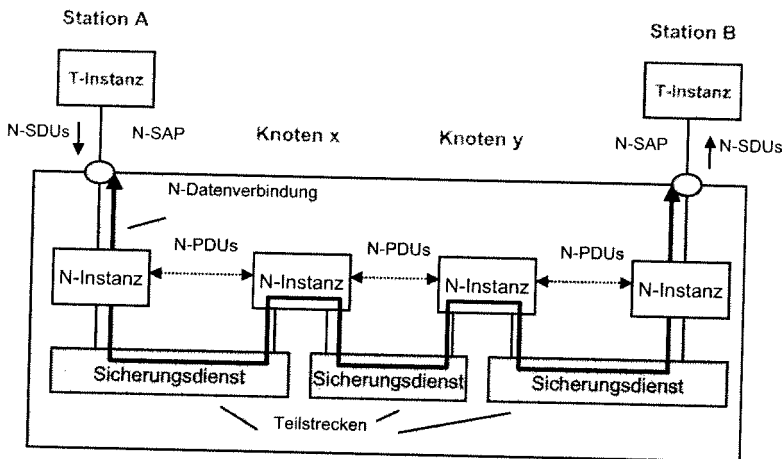 Station A
Station B
T-Instanz
T-Instanz
N-SDUs
N-SAP
Knoten x
Knoten y
N-SAP
N-SDUs
N-Datenverbindung
N-PDUs
N-PDUs
N-PDUs
N-Instanz
N-Instanz
N-Instanz
N-Instanz
Sicherungsdienst
Sicherungsdienst
Sicherungsdienst
Teilstrecken